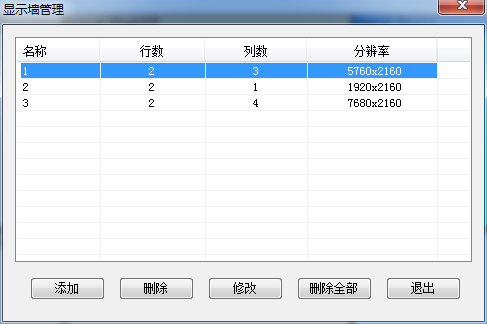 显示墙管理
名称 行数 列数 分辨率
1 2 3 5760x2160
2 2 1 1920x2160
3 2 4 7680x2160
添加 删除 修改 删除全部 退出